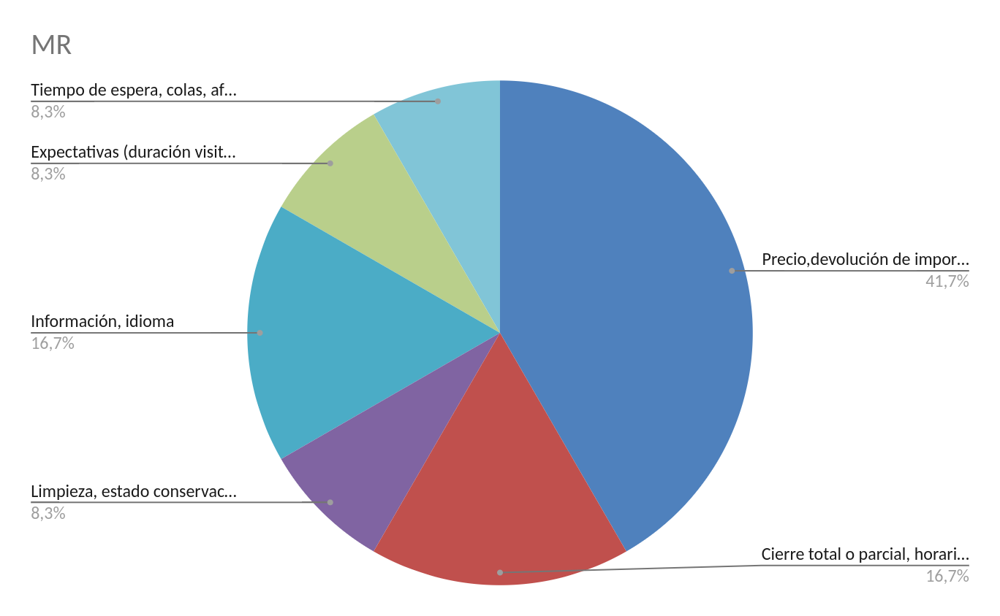 MR
Tiempo de espera, colas, af...
8,3%
Expectativas (duración visit...
8,3%
Precio,devolución de impor...
41,7%
Información, idioma
16,7%
Limpieza, estado conservac...
8,3%
Cierre total o parcial, horari...
16,7%